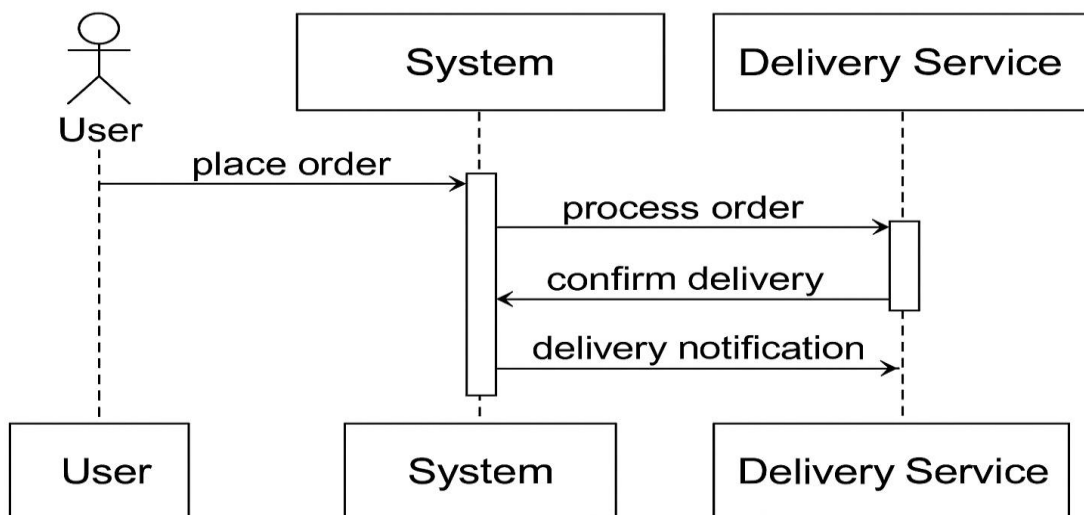 System
Delivery Service
User
place order
process order
confirm delivery
delivery notification
User
System
Delivery Service